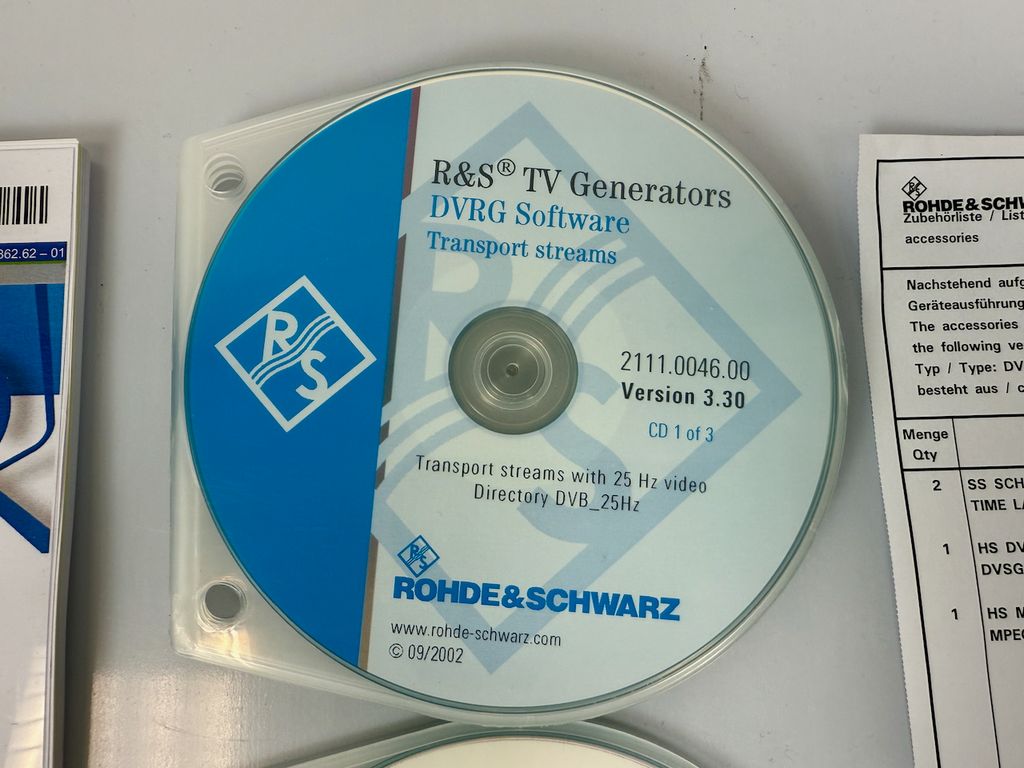 362.62 – 01
R&S® TV Generators
DVRG Software
Transport streams
R
S
2111.0046.00
Version 3.30
CD 1 of 3
Transport streams with 25 Hz video
Directory DVB_25Hz
ROHDE&SCHWARZ
www.rohde-schwarz.com
© 09/2002
ROHDE&SCHW
Zubehörliste / List
accessories
Nachstehend aufg
Geräteausführung
The accessories
the following ve
Typ / Type: DV
besteht aus / c
Menge
Qty
2 SS SCH
TIME LA
1 HS DV
DVSG
1 HS M
MPEG